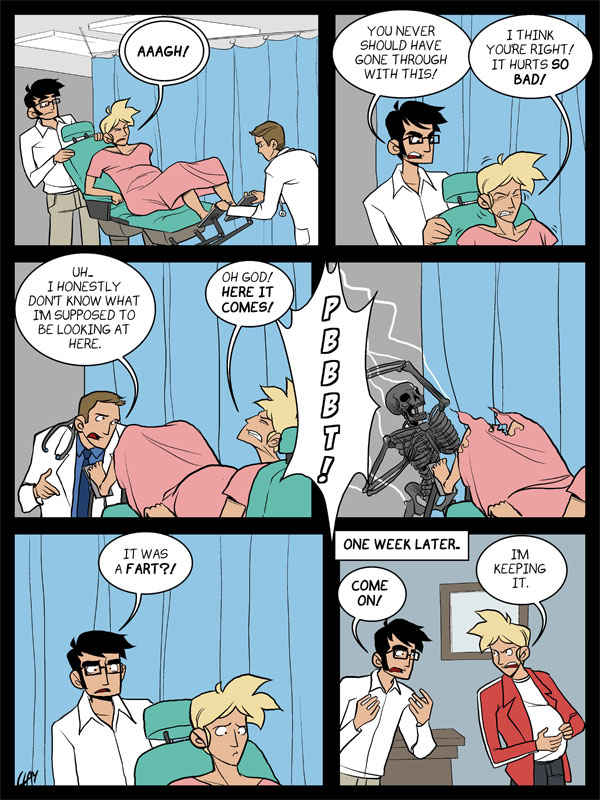 AAAGH!
YOU NEVER
SHOULD HAVE
GONE THROUGH
WITH THIS!
I THINK
YOU'RE RIGHT!
IT HURTS SO
BAD!
UH...
I HONESTLY
DON'T KNOW WHAT
I'M SUPPOSED TO
BE LOOKING AT
HERE.
OH GOD!
HERE IT
COMES!
PBBBBT!
IT WAS
A FART?!
ONE WEEK LATER...
COME
ON!
I'M
KEEPING
IT.
CLAY